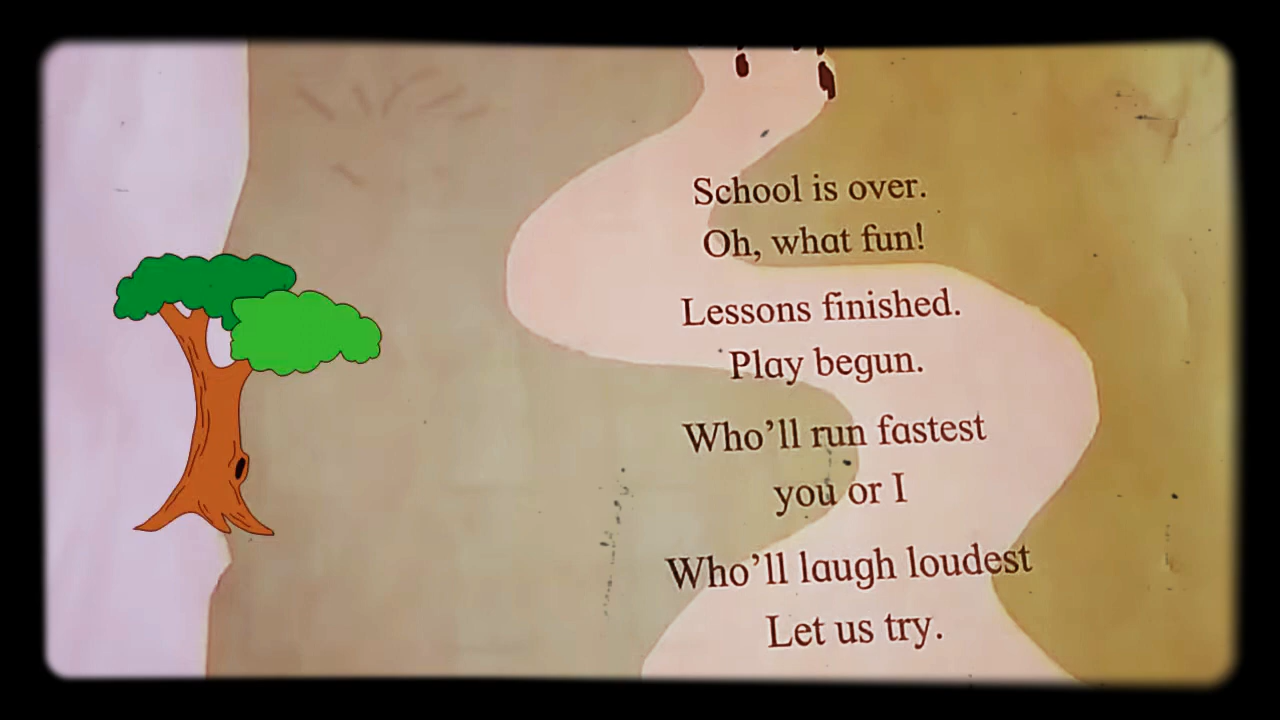 School is over.
Oh, what fun!
Lessons finished.
Play begun.
Who'll run fastest
you or I
Who'll laugh loudest
Let us try.